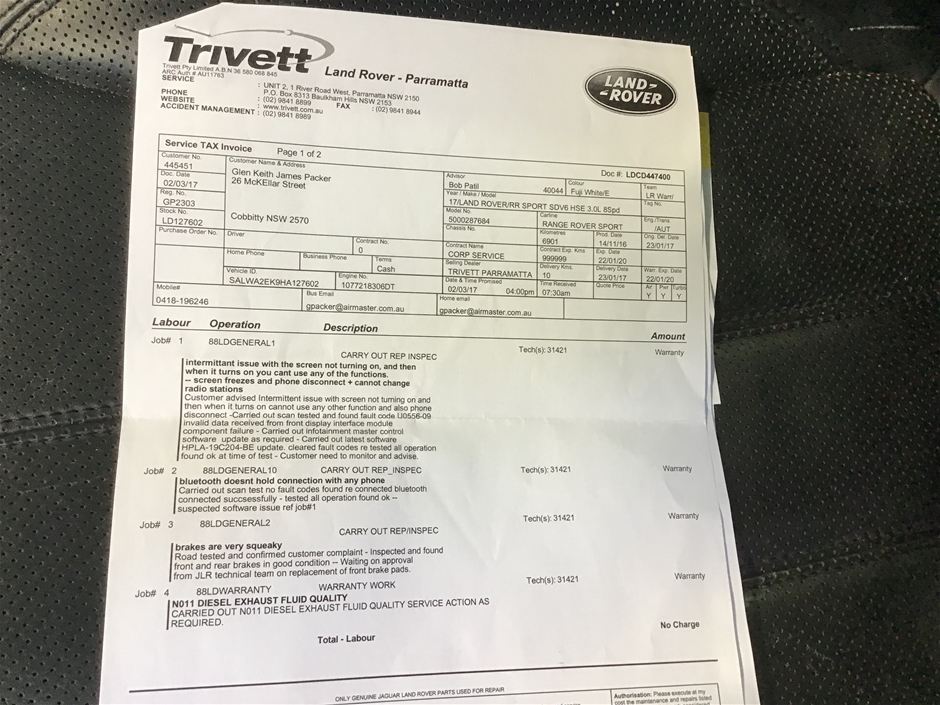 Trivett
Land Rover - Parramatta
LAND-
-ROVER
Trivett Pty Limited A.B.N 36 580 068 845
ARC Auth # AU11763
SERVICE : UNIT 2, 1 River Road West, Parramatta NSW 2150
P.O. Box 8313 Baulkham Hills NSW 2153
PHONE : (02) 9841 8899 FAX : (02) 9841 8944
WEBSITE : www.trivett.com.au
ACCIDENT MANAGEMENT : (02) 9841 8989
Service TAX Invoice Page 1 of 2 Doc #: LDCD447400
Customer No. Customer Name & Address Advisor Colour Team
445451 Glen Keith James Packer Bob Patil 40044 Fuji White/E LR Warr/
Doc. Date 26 McKEllar Street Year / Make / Model Tag No.
02/03/17 17/LAND ROVER/RR SPORT SDV6 HSE 3.0L 8Spd
Reg. No. Model No. Carline Eng./Trans.
GP2303 5000287684 RANGE ROVER SPORT /AUT
Stock No. Cobbitty NSW 2570 Chassis No. Kilometres Prod. Date Orig. Del. Date
LD127602 6901 14/11/16 23/01/17
Purchase Order No. Driver Contract No. Contract Name Contract Exp. Kms Exp. Date
0 CORP SERVICE 999999 22/01/20
Home Phone Business Phone Terms Selling Dealer Delivery Kms. Delivery Date Warr. Exp. Date
Cash TRIVETT PARRAMATTA 10 23/01/17 22/01/20
Vehicle ID. Engine No. Date & Time Promised Time Received Quote Price Air Pwr Turbo
SALWA2EK9HA127602 1077218306DT 02/03/17 04:00pm 07:30am Y Y Y
Mobile# Bus Email Home email
0418-196246 gpacker@airmaster.com.au gpacker@airmaster.com.au
Labour Operation Description Amount
Job# 1 88LDGENERAL1 CARRY OUT REP INSPEC Tech(s): 31421 Warranty
intermittant issue with the screen not turning on, and then
when it turns on you cant use any of the functions.
-- screen freezes and phone disconnect + cannot change
radio stations
Customer advised Intermittent issue with screen not turning on and
then when it turns on cannot use any other function and also phone
disconnect -Carried out scan tested and found fault code U0556-09
invalid data received from front display interface module
component failure - Carried out infotainment master control
software update as required - Carried out latest software
HPLA-19C204-BE update. cleared fault codes re tested all operation
found ok at time of test - Customer need to monitor and advise.
Job# 2 88LDGENERAL10 CARRY OUT REP_INSPEC Tech(s): 31421 Warranty
bluetooth doesnt hold connection with any phone
Carried out scan test no fault codes found re connected bluetooth
connected succsessfully - tested all operation found ok --
suspected software issue ref job#1
Job# 3 88LDGENERAL2 CARRY OUT REP/INSPEC Tech(s): 31421 Warranty
brakes are very squeaky
Road tested and confirmed customer complaint - Inspected and found
front and rear brakes in good condition -- Waiting on approval
from JLR technical team on replacement of front brake pads.
Job# 4 88LDWARRANTY WARRANTY WORK Tech(s): 31421 Warranty
N011 DIESEL EXHAUST FLUID QUALITY
CARRIED OUT N011 DIESEL EXHAUST FLUID QUALITY SERVICE ACTION AS
REQUIRED.
Total - Labour No Charge
ONLY GENUINE JAGUAR LAND ROVER PARTS USED FOR REPAIR
Authorisation: Please execute at my
cost the maintenance and repairs listed